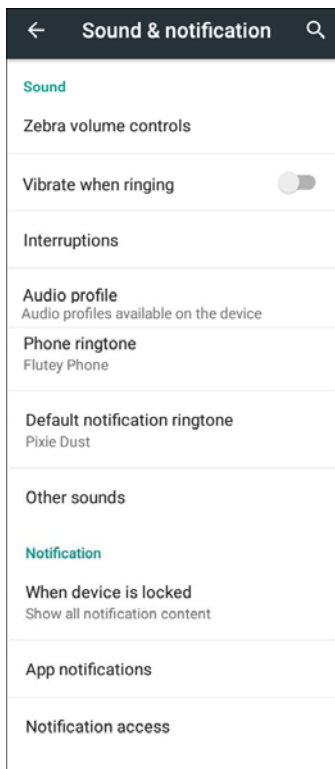 Sound & notification
Sound
Zebra volume controls
Vibrate when ringing
Interruptions
Audio profile
Audio profiles available on the device
Phone ringtone
Flutey Phone
Default notification ringtone
Pixie Dust
Other sounds
Notification
When device is locked
Show all notification content
App notifications
Notification access